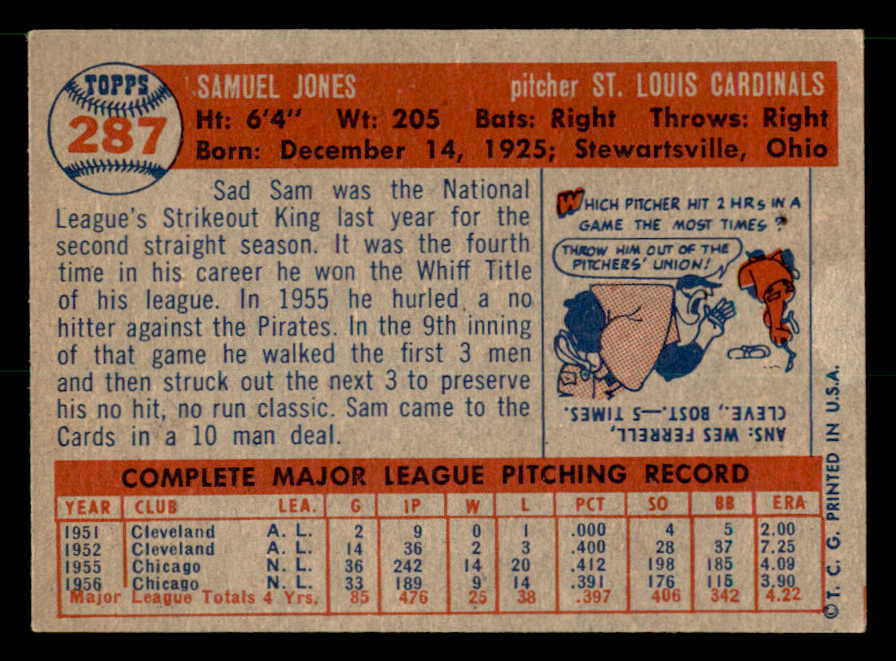 TOPPS
287
SAMUEL JONES pitcher ST. LOUIS CARDINALS
Ht: 6'4" Wt: 205 Bats: Right Throws: Right
Born: December 14, 1925; Stewartsville, Ohio
Sad Sam was the National
League's Strikeout King last year for the
second straight season. It was the fourth
time in his career he won the Whiff Title
of his league. In 1955 he hurled a no
hitter against the Pirates. In the 9th inning
of that game he walked the first 3 men
and then struck out the next 3 to preserve
his no hit, no run classic. Sam came to the
Cards in a 10 man deal.
WHICH PITCHER HIT 2 HRs IN A
GAME THE MOST TIMES?
THROW HIM OUT OF THE
PITCHERS' UNION!
ANS: WES FERRELL,
CLEVE., BOST.—5 TIMES.
COMPLETE MAJOR LEAGUE PITCHING RECORD
YEAR CLUB LEA. G IP W L PCT SO BB ERA
1951 Cleveland A. L. 2 9 0 1 .000 4 5 2.00
1952 Cleveland A. L. 14 36 2 3 .400 28 37 7.25
1955 Chicago N. L. 36 242 14 20 .412 198 185 4.09
1956 Chicago N. L. 33 189 9 14 .391 176 115 3.90
Major League Totals 4 Yrs. 85 476 25 38 .397 406 342 4.22
© T. C. G. PRINTED IN U.S.A.